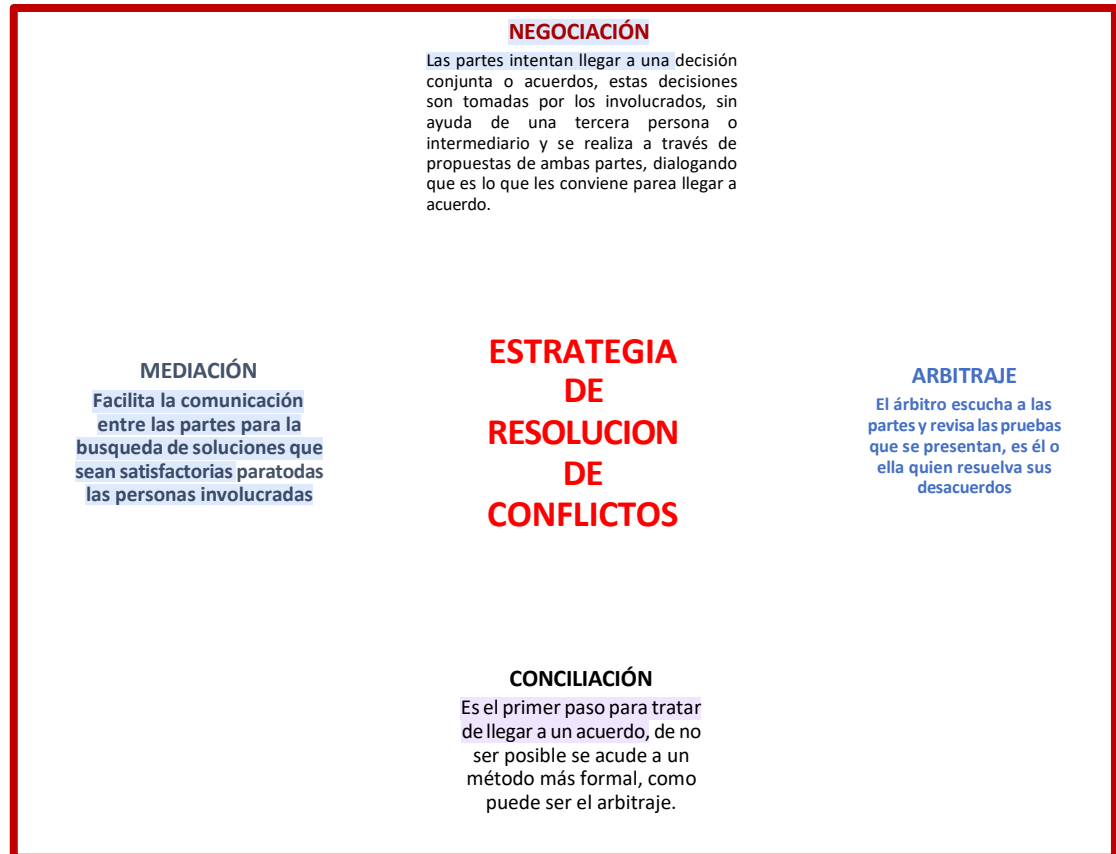 NEGOCIACIÓN
Las partes intentan llegar a una decisión
conjunta o acuerdos, estas decisiones
son tomadas por los involucrados, sin
ayuda de una tercera persona o
intermediario y se realiza a través de
propuestas de ambas partes, dialogando
que es lo que les conviene parea llegar a
acuerdo.
MEDIACIÓN
Facilita la comunicación
entre las partes para la
busqueda de soluciones que
sean satisfactorias paratodas
las personas involucradas
ESTRATEGIA
DE
RESOLUCION
DE
CONFLICTOS
ARBITRAJE
El árbitro escucha a las
partes y revisa las pruebas
que se presentan, es él o
ella quien resuelva sus
desacuerdos
CONCILIACIÓN
Es el primer paso para tratar
de llegar a un acuerdo, de no
ser posible se acude a un
método más formal, como
puede ser el arbitraje.